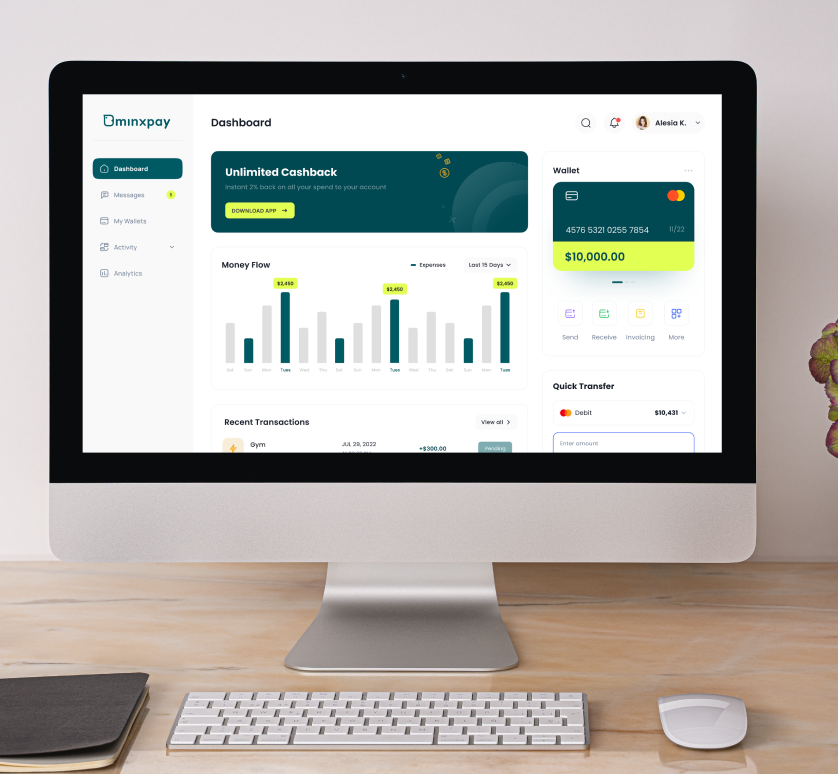 minxpay
Dashboard
Messages
My Wallets
Activity
Analytics
Dashboard
Alesia K.
Unlimited Cashback
Instant 2% back on all your spend to your account
DOWNLOAD APP
Money Flow
Expenses
Last 15 Days
$2,450
$2,450
$2,450
Sat Sun Mon Tues Wed Thu Sat Sun Mon Tues Wed Thu Sat Sun Mon Tues
Recent Transactions
View all
Gym
JUL 29, 2022
+$300.00
Pending
Wallet
4576 5321 0255 7854
11/22
$10,000.00
Send Receive Invoicing More
Quick Transfer
Debit
$10,431
Enter amount